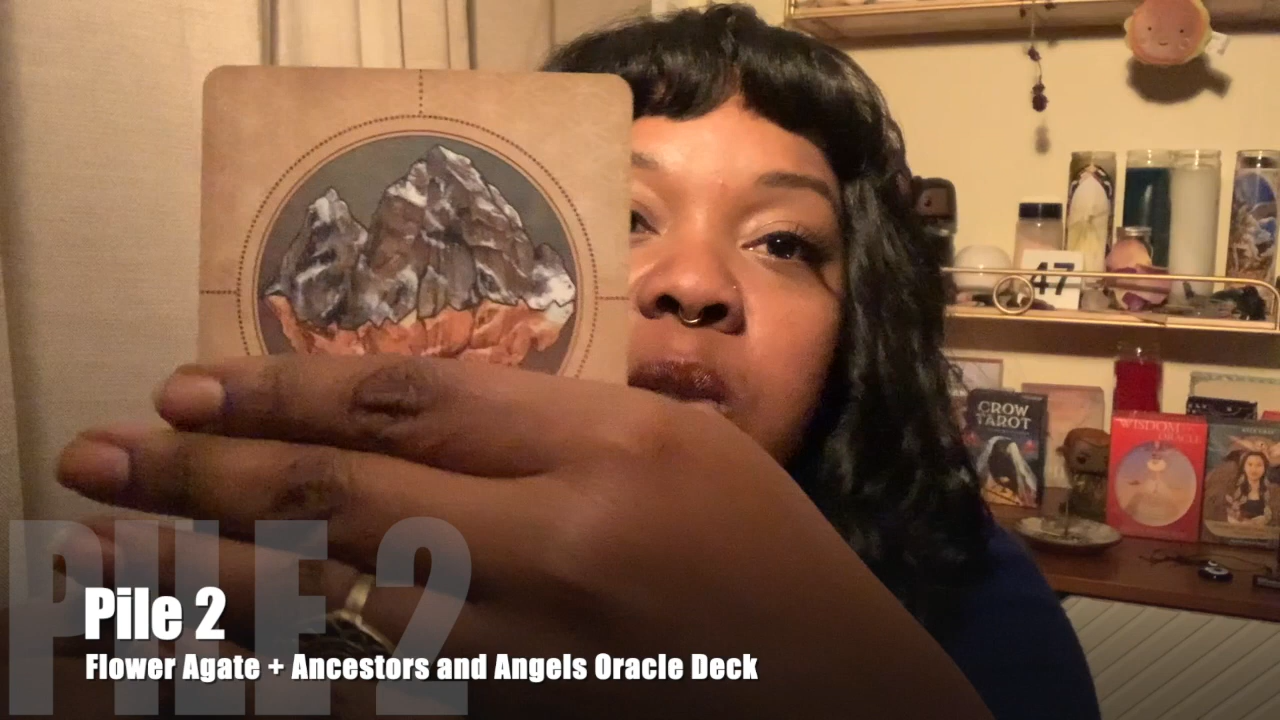 47
CROW
TAROT
WISDOM
ORACLE
PILE 2
Pile 2
Flower Agate + Ancestors and Angels Oracle Deck